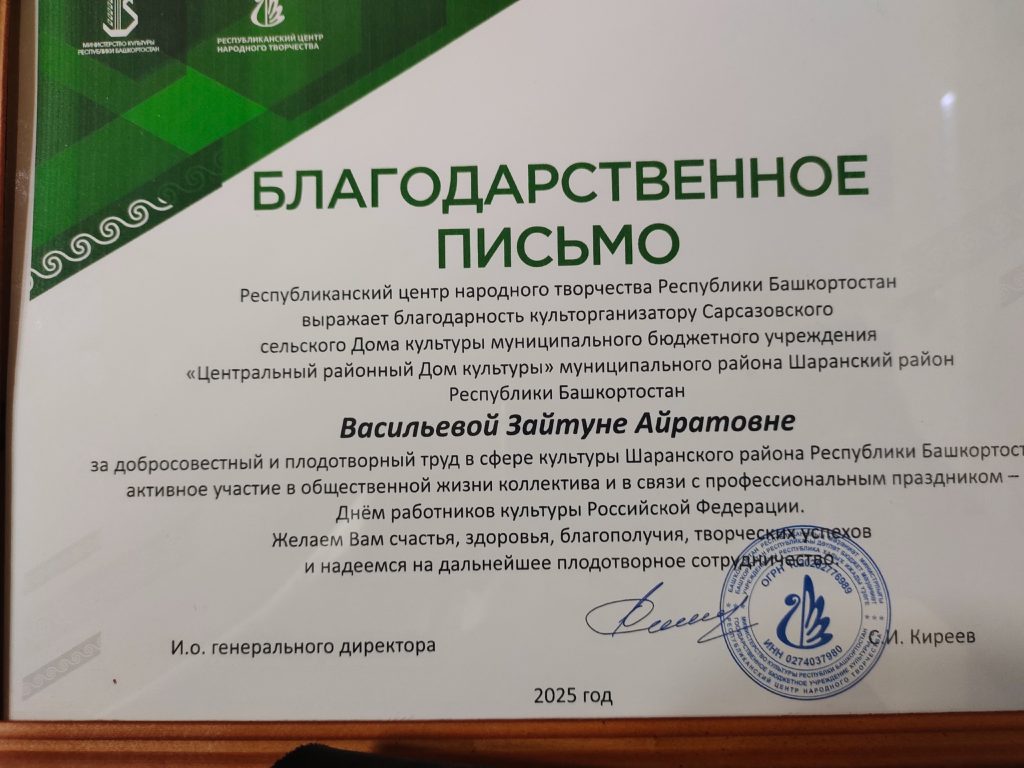 МИНИСТЕРСТВО КУЛЬТУРЫ
РЕСПУБЛИКИ БАШКОРТОСТАН
РЕСПУБЛИКАНСКИЙ ЦЕНТР
НАРОДНОГО ТВОРЧЕСТВА
БЛАГОДАРСТВЕННОЕ
ПИСЬМО
Республиканский центр народного творчества Республики Башкортостан
выражает благодарность культорганизатору Сарсазовского
сельского Дома культуры муниципального бюджетного учреждения
«Центральный районный Дом культуры» муниципального района Шаранский район
Республики Башкортостан
Васильевой Зайтуне Айратовне
за добросовестный и плодотворный труд в сфере культуры Шаранского района Республики Башкортост
активное участие в общественной жизни коллектива и в связи с профессиональным праздником –
Днём работников культуры Российской Федерации.
Желаем Вам счастья, здоровья, благополучия, творческих успехов
и надеемся на дальнейшее плодотворное сотрудничество.
И.о. генерального директора
С.И. Киреев
ИНН 0274037980
2025 год